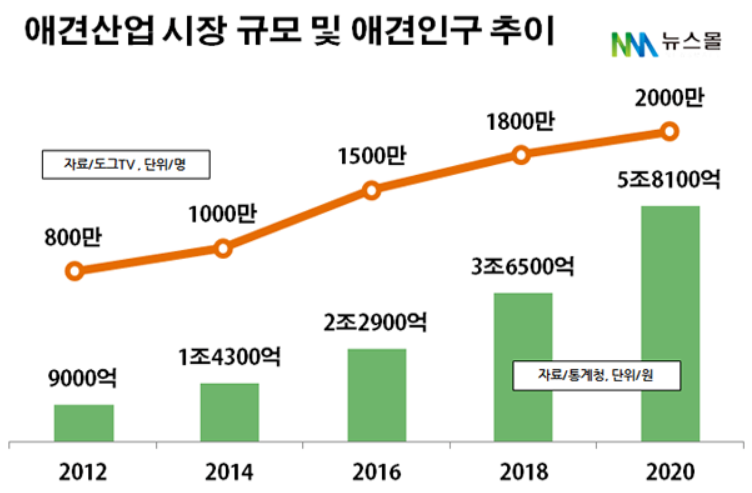 애견산업 시장 규모 및 애견인구 추이
뉴스몰
자료/도그TV , 단위/명
800만
1000만
1500만
1800만
2000만
9000억
1조4300억
2조2900억
3조6500억
5조8100억
자료/통계청, 단위/원
2012
2014
2016
2018
2020